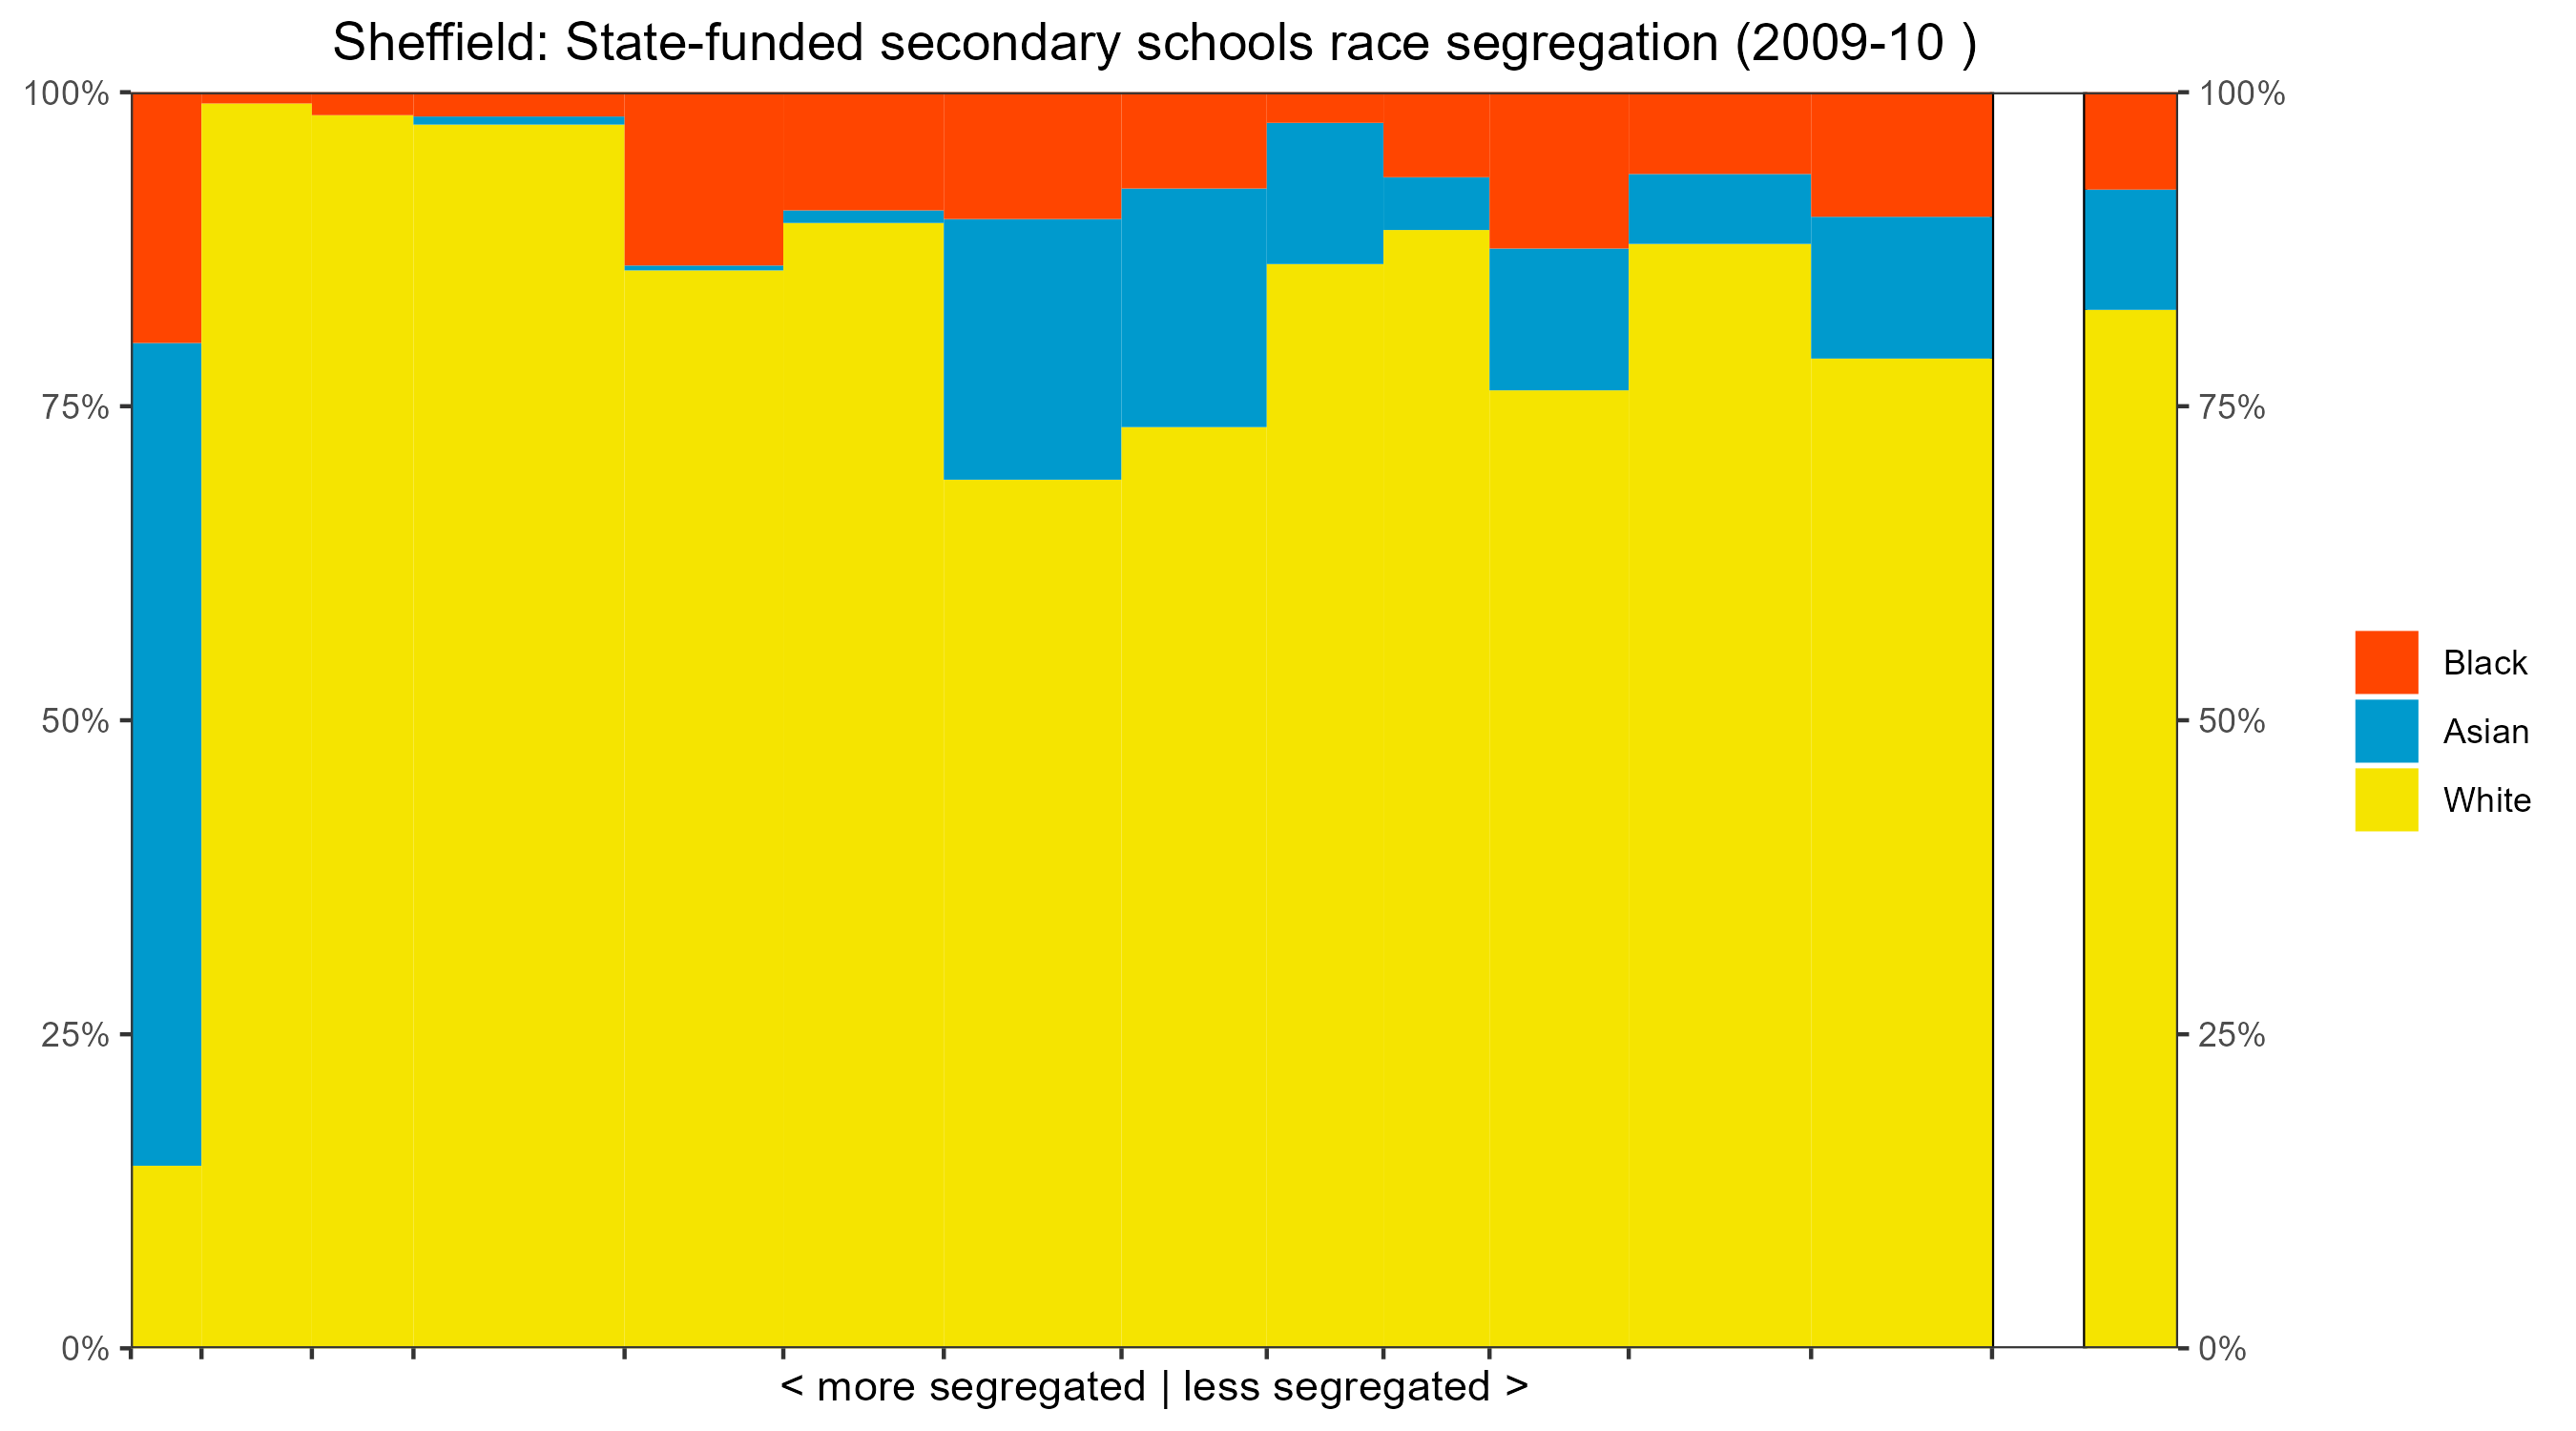 Sheffield: State-funded secondary schools race segregation (2009-10 )
100%
75%
50%
25%
0%
100%
75%
50%
25%
0%
Black
Asian
White
< more segregated | less segregated >